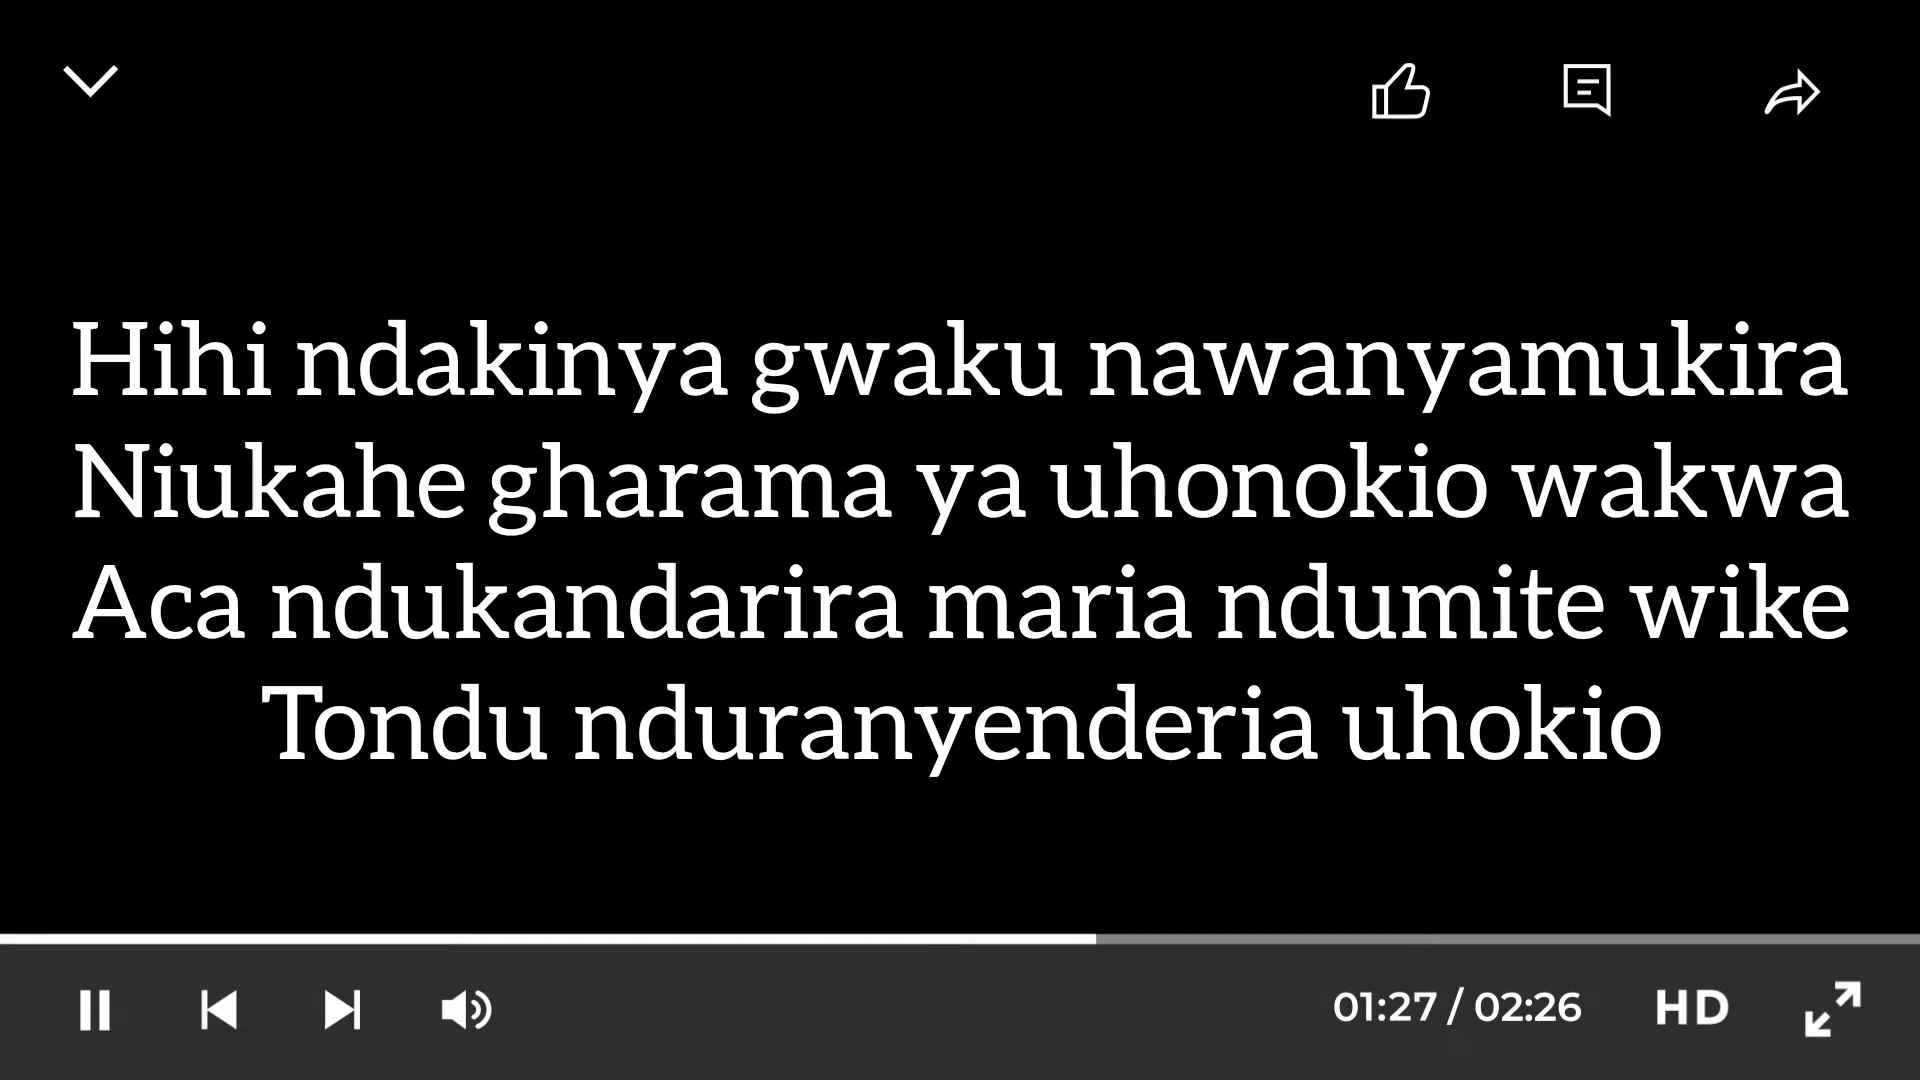 Hihi ndakinya gwaku nawanyamukira
Niukahe gharama ya uhonokio wakwa
Aca ndukandarira maria ndumite wike
Tondu nduranyenderia uhokio
01:27 / 02:26 HD